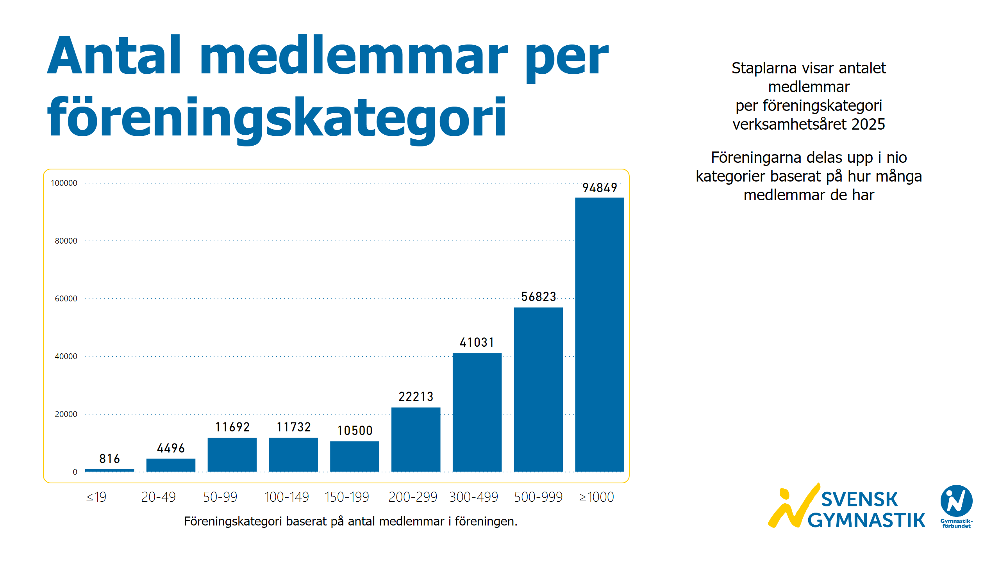 Antal medlemmar per
föreningskategori
Staplarna visar antalet
medlemmar
per föreningskategori
verksamhetsåret 2025
Föreningarna delas upp i nio
kategorier baserat på hur många
medlemmar de har
100000
80000
60000
40000
20000
0
816
4496
11692
11732
10500
22213
41031
56823
94849
≤19 20-49 50-99 100-149 150-199 200-299 300-499 500-999 ≥1000
Föreningskategori baserat på antal medlemmar i föreningen.
SVENSK
GYMNASTIK
Gymnastik-
förbundet